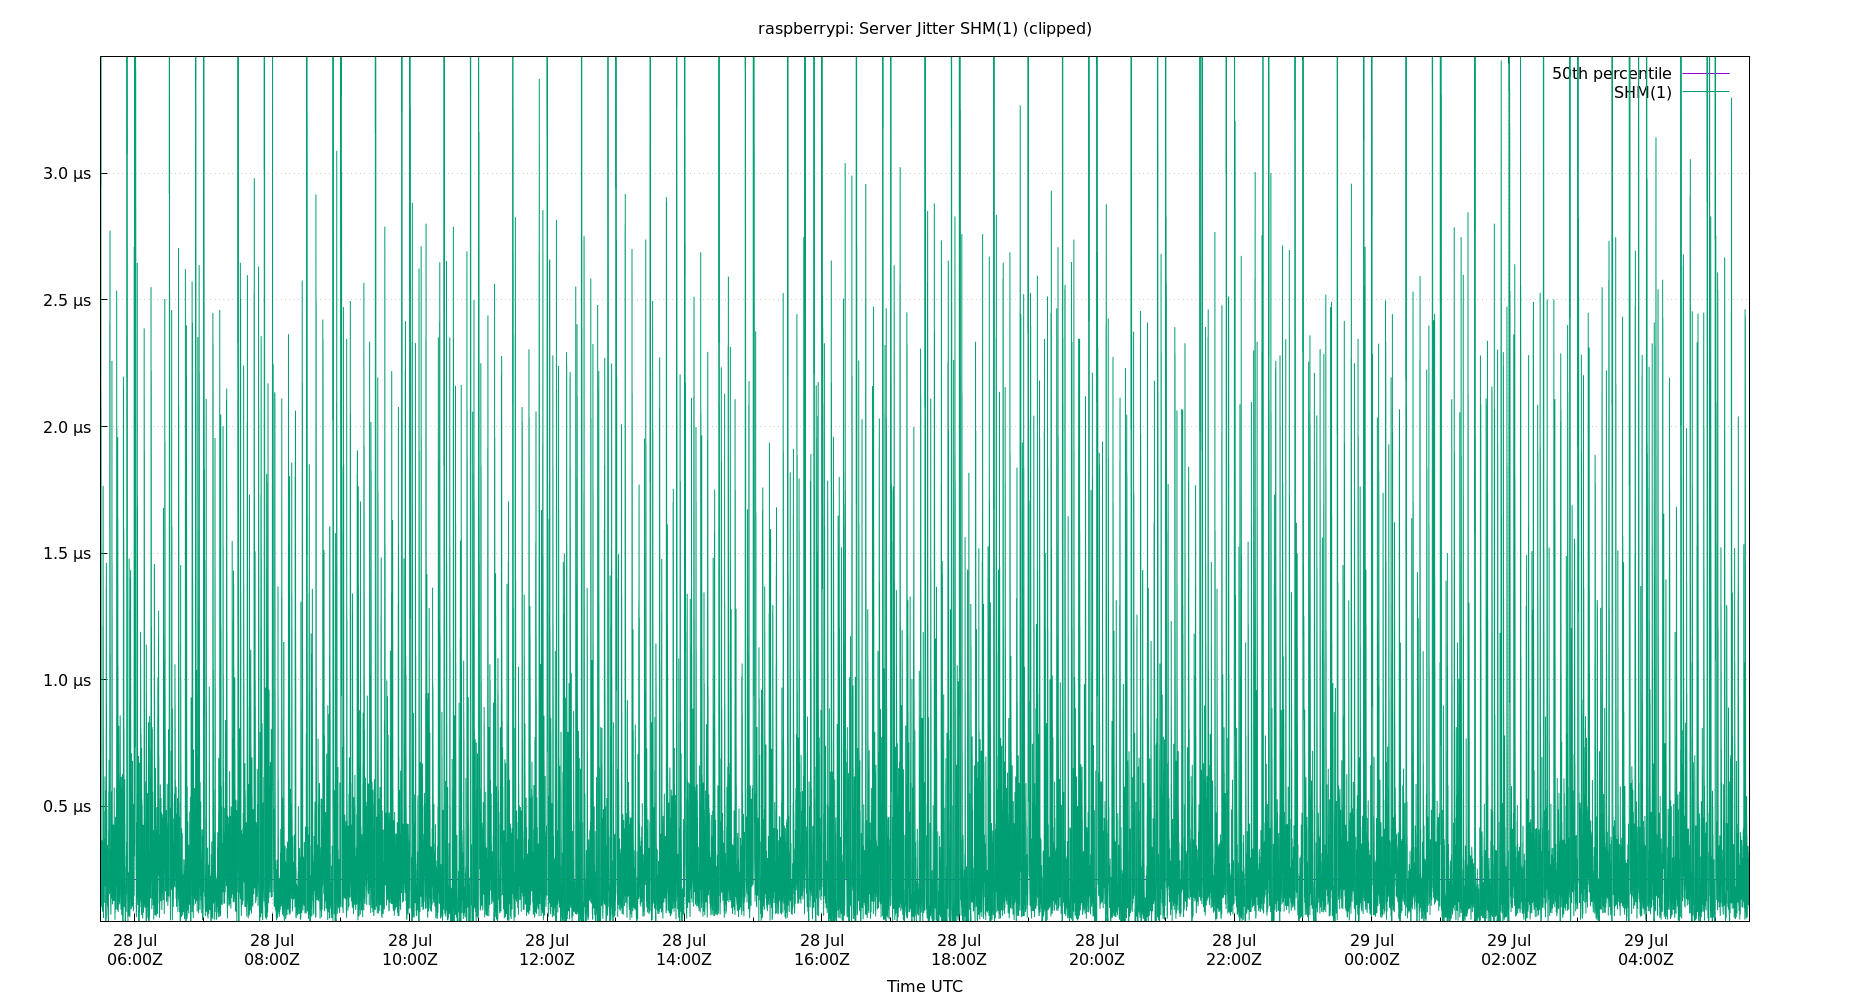 raspberrypi: Server Jitter SHM(1) (clipped)
50th percentile
SHM(1)
3.0 µs
2.5 µs
2.0 µs
1.5 µs
1.0 µs
0.5 µs
28 Jul 28 Jul 28 Jul 28 Jul 28 Jul 28 Jul 28 Jul 28 Jul 28 Jul 29 Jul 29 Jul 29 Jul
06:00Z 08:00Z 10:00Z 12:00Z 14:00Z 16:00Z 18:00Z 20:00Z 22:00Z 00:00Z 02:00Z 04:00Z
Time UTC